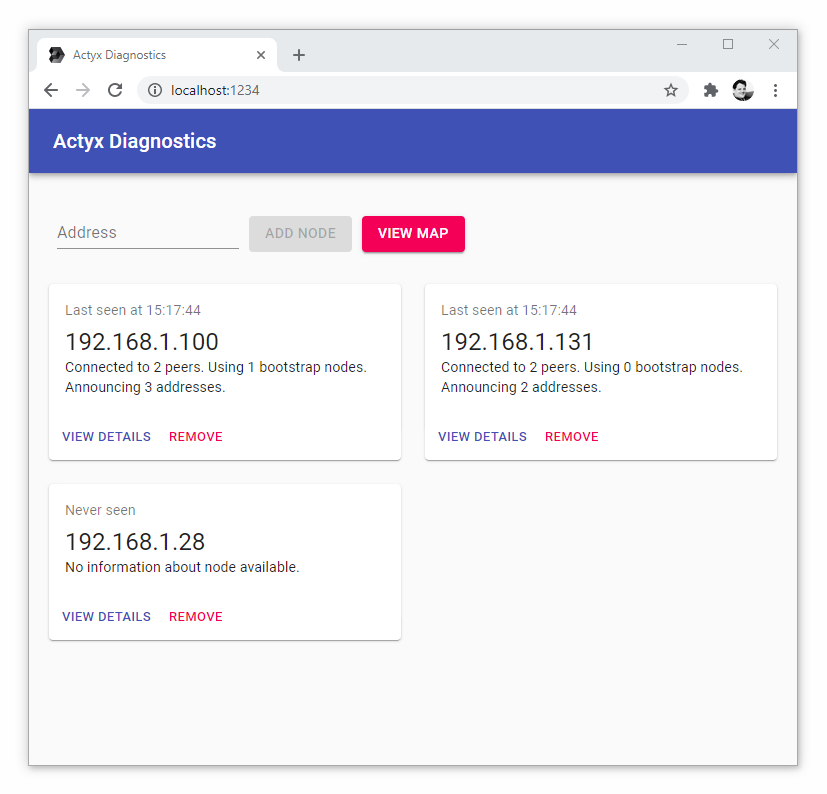 Actyx Diagnostics
localhost:1234
Actyx Diagnostics
Address
ADD NODE
VIEW MAP
Last seen at 15:17:44
192.168.1.100
Connected to 2 peers. Using 1 bootstrap nodes.
Announcing 3 addresses.
VIEW DETAILS
REMOVE
Last seen at 15:17:44
192.168.1.131
Connected to 2 peers. Using 0 bootstrap nodes.
Announcing 2 addresses.
VIEW DETAILS
REMOVE
Never seen
192.168.1.28
No information about node available.
VIEW DETAILS
REMOVE